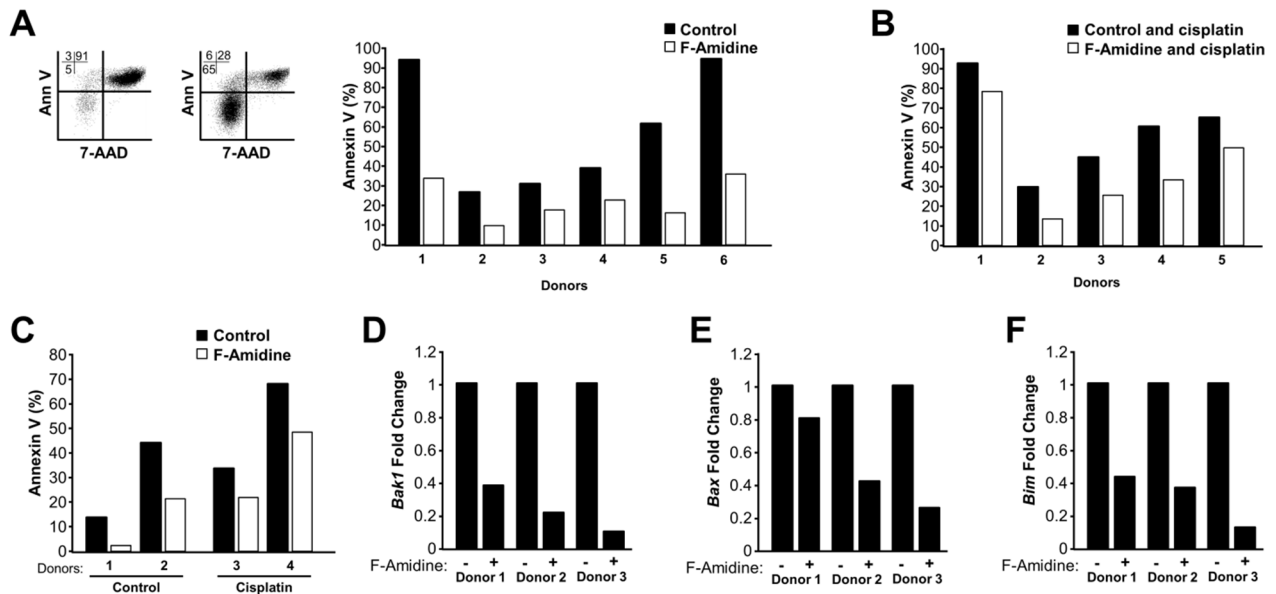 A
3 91
5
Ann V
7-AAD
6 28
65
Ann V
7-AAD
Control
F-Amidine
Annexin V (%)
100
90
80
70
60
50
40
30
20
10
0
1 2 3 4 5 6
Donors
B
Control and cisplatin
F-Amidine and cisplatin
Annexin V (%)
100
90
80
70
60
50
40
30
20
10
0
1 2 3 4 5
Donors
C
Control
F-Amidine
Annexin V (%)
80
70
60
50
40
30
20
10
0
Donors: 1 2 3 4
Control Cisplatin
D
Bak1 Fold Change
1.2
1
0.8
0.6
0.4
0.2
0
F-Amidine: - + - + - +
Donor 1 Donor 2 Donor 3
E
Bax Fold Change
1.2
1
0.8
0.6
0.4
0.2
0
F-Amidine: - + - + - +
Donor 1 Donor 2 Donor 3
F
Bim Fold Change
1.2
1
0.8
0.6
0.4
0.2
0
F-Amidine: - + - + - +
Donor 1 Donor 2 Donor 3